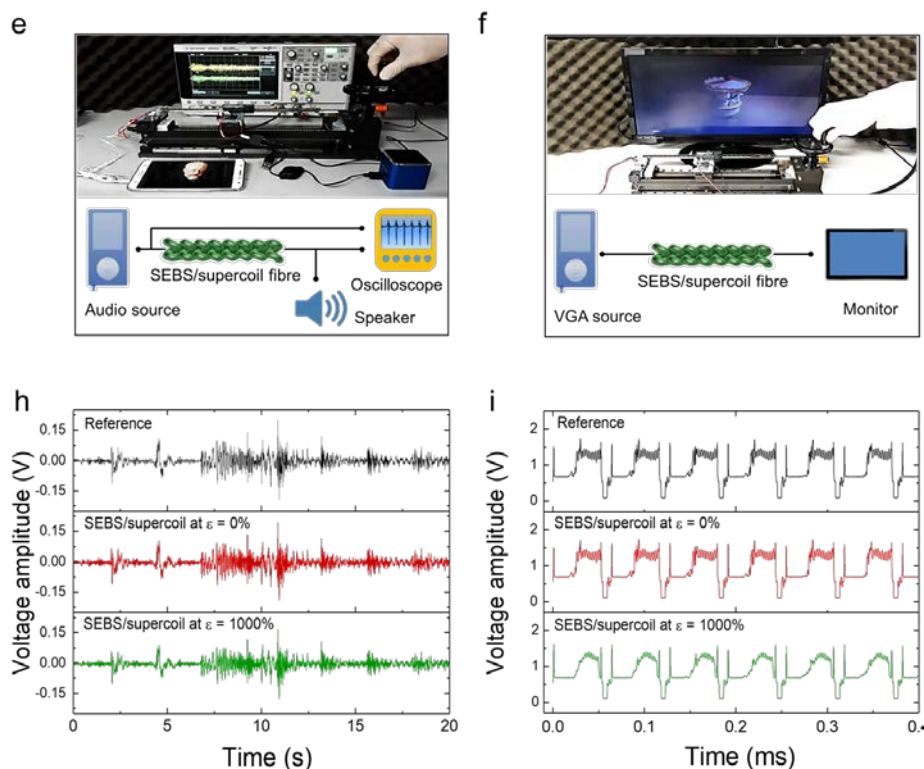 e
SEBS/supercoil fibre
Audio source
Oscilloscope
Speaker
f
SEBS/supercoil fibre
VGA source
Monitor
h
Reference
SEBS/supercoil at ε = 0%
SEBS/supercoil at ε = 1000%
Voltage amplitude (V)
0.15
0.00
-0.15
0.15
0.00
-0.15
0.15
0.00
-0.15
0 5 10 15 20
Time (s)
i
Reference
SEBS/supercoil at ε = 0%
SEBS/supercoil at ε = 1000%
Voltage amplitude (V)
2
1
0
2
1
0
2
1
0
0.0 0.1 0.2 0.3 0.4
Time (ms)